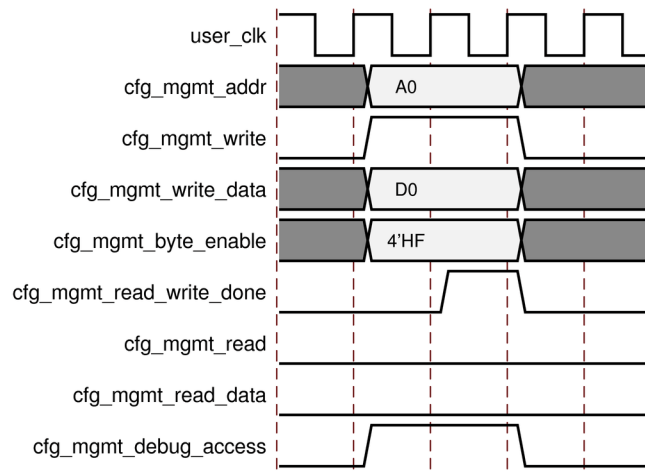 user_clk
cfg_mgmt_addr A0
cfg_mgmt_write
cfg_mgmt_write_data D0
cfg_mgmt_byte_enable 4’HF
cfg_mgmt_read_write_done
cfg_mgmt_read
cfg_mgmt_read_data
cfg_mgmt_debug_access